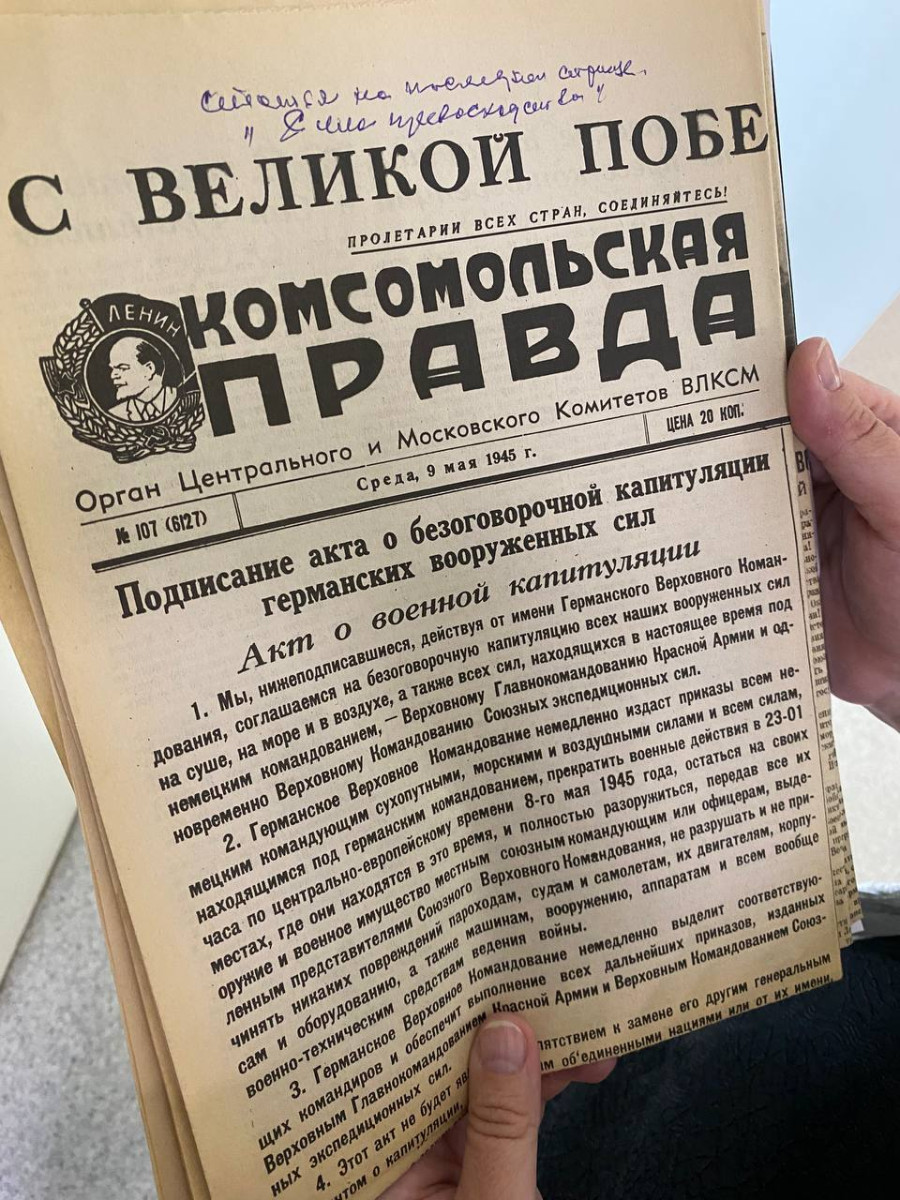 на последней странице.
"Сила превосходства"
С ВЕЛИКОЙ ПОБЕ
ПРОЛЕТАРИИ ВСЕХ СТРАН, СОЕДИНЯЙТЕСЬ!
ЛЕНИН
КОМСОМОЛЬСКАЯ
ПРАВДА
Орган Центрального и Московского Комитетов ВЛКСМ
№ 107 (6127)
Среда, 9 мая 1945 г.
ЦЕНА 20 КОП.
Подписание акта о безоговорочной капитуляции
германских вооруженных сил
Акт о военной капитуляции
1. Мы, нижеподписавшиеся, действуя от имени Германского Верховного Коман-
дования, соглашаемся на безоговорочную капитуляцию всех наших вооруженных сил
на суше, на море и в воздухе, а также всех сил, находящихся в настоящее время под
немецким командованием, — Верховному Главнокомандованию Красной Армии и од-
новременно Верховному Командованию Союзных экспедиционных сил.
2. Германское Верховное Командование немедленно издаст приказы всем не-
мецким командующим сухопутными, морскими и воздушными силами и всем силам,
находящимся под германским командованием, прекратить военные действия в 23-01
часа по центрально-европейскому времени 8-го мая 1945 года, остаться на своих
местах, где они находятся в это время, и полностью разоружиться, передав все их
оружие и военное имущество местным союзным командующим или офицерам, выде-
ленным представителями Союзного Верховного Командования, не разрушать и не при-
чинять никаких повреждений пароходам, судам и самолетам, их двигателям, корпу-
сам и оборудованию, а также машинам, вооружению, аппаратам и всем вообще
военно-техническим средствам ведения войны.
3. Германское Верховное Командование немедленно выделит соответствую-
щих командиров и обеспечит выполнение всех дальнейших приказов, изданных
Верховным Главнокомандованием Красной Армии и Верховным Командованием Союз-
ных экспедиционных сил.
4. Этот акт не будет яв пятствием к замене его другим генеральным
нтом о капитуляции, м об'единенными нациями или от их имени,